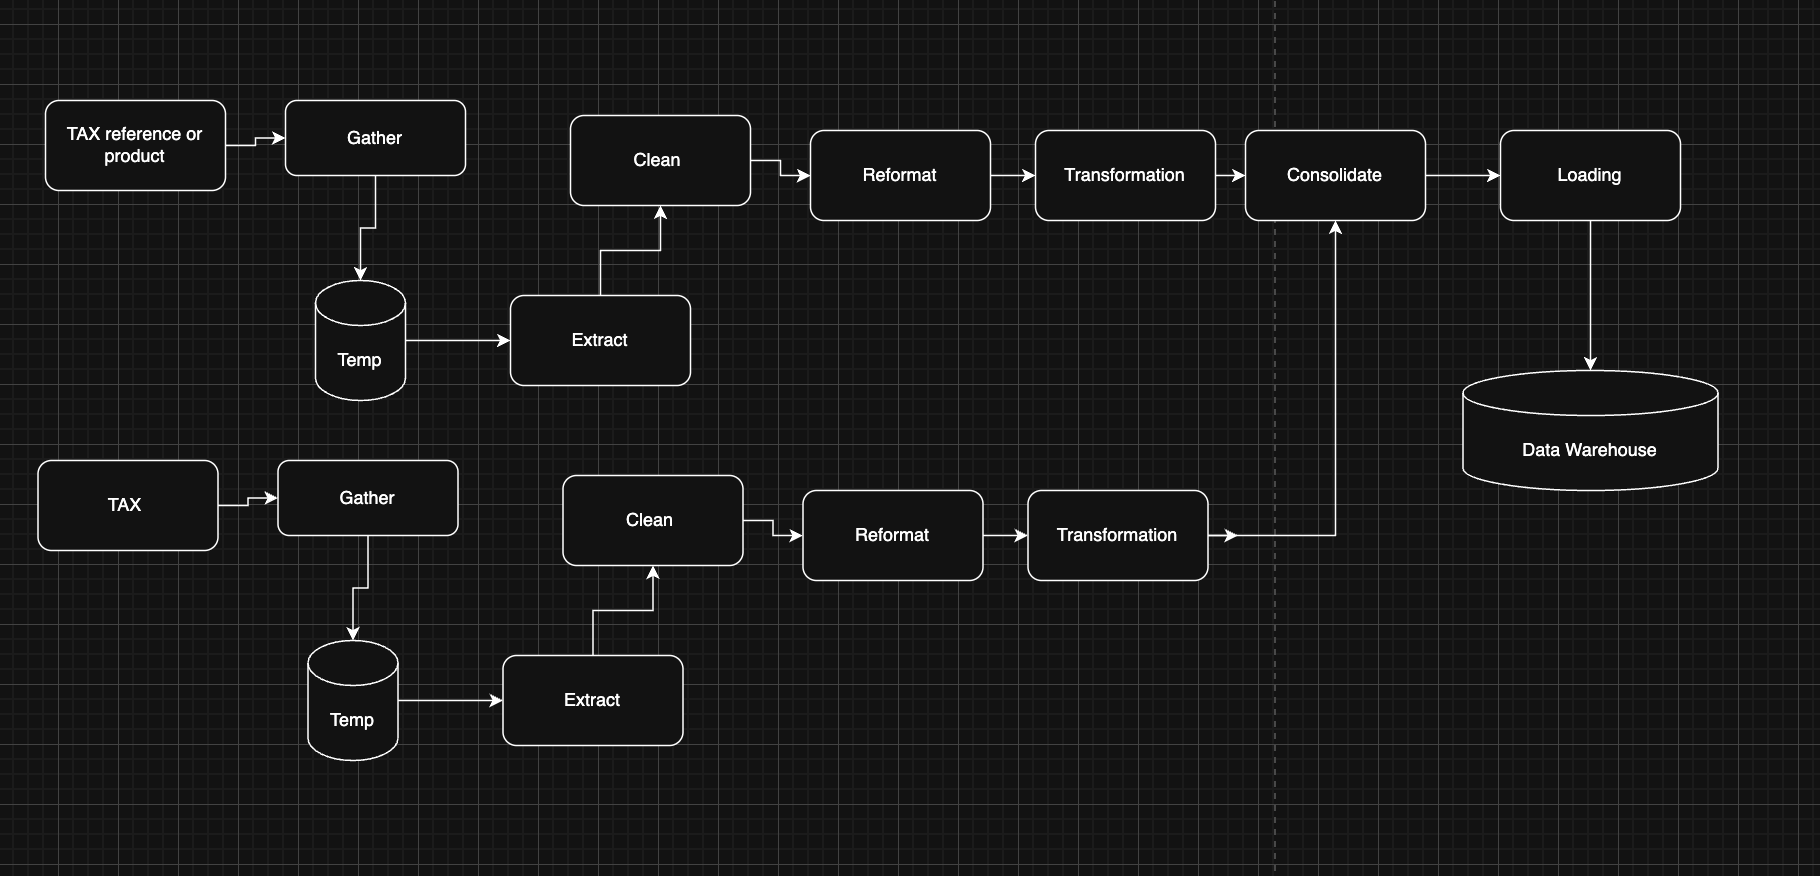 TAX reference or
product
Gather
Clean
Reformat
Transformation
Consolidate
Loading
Temp
Extract
Data Warehouse
TAX
Gather
Clean
Reformat
Transformation
Temp
Extract